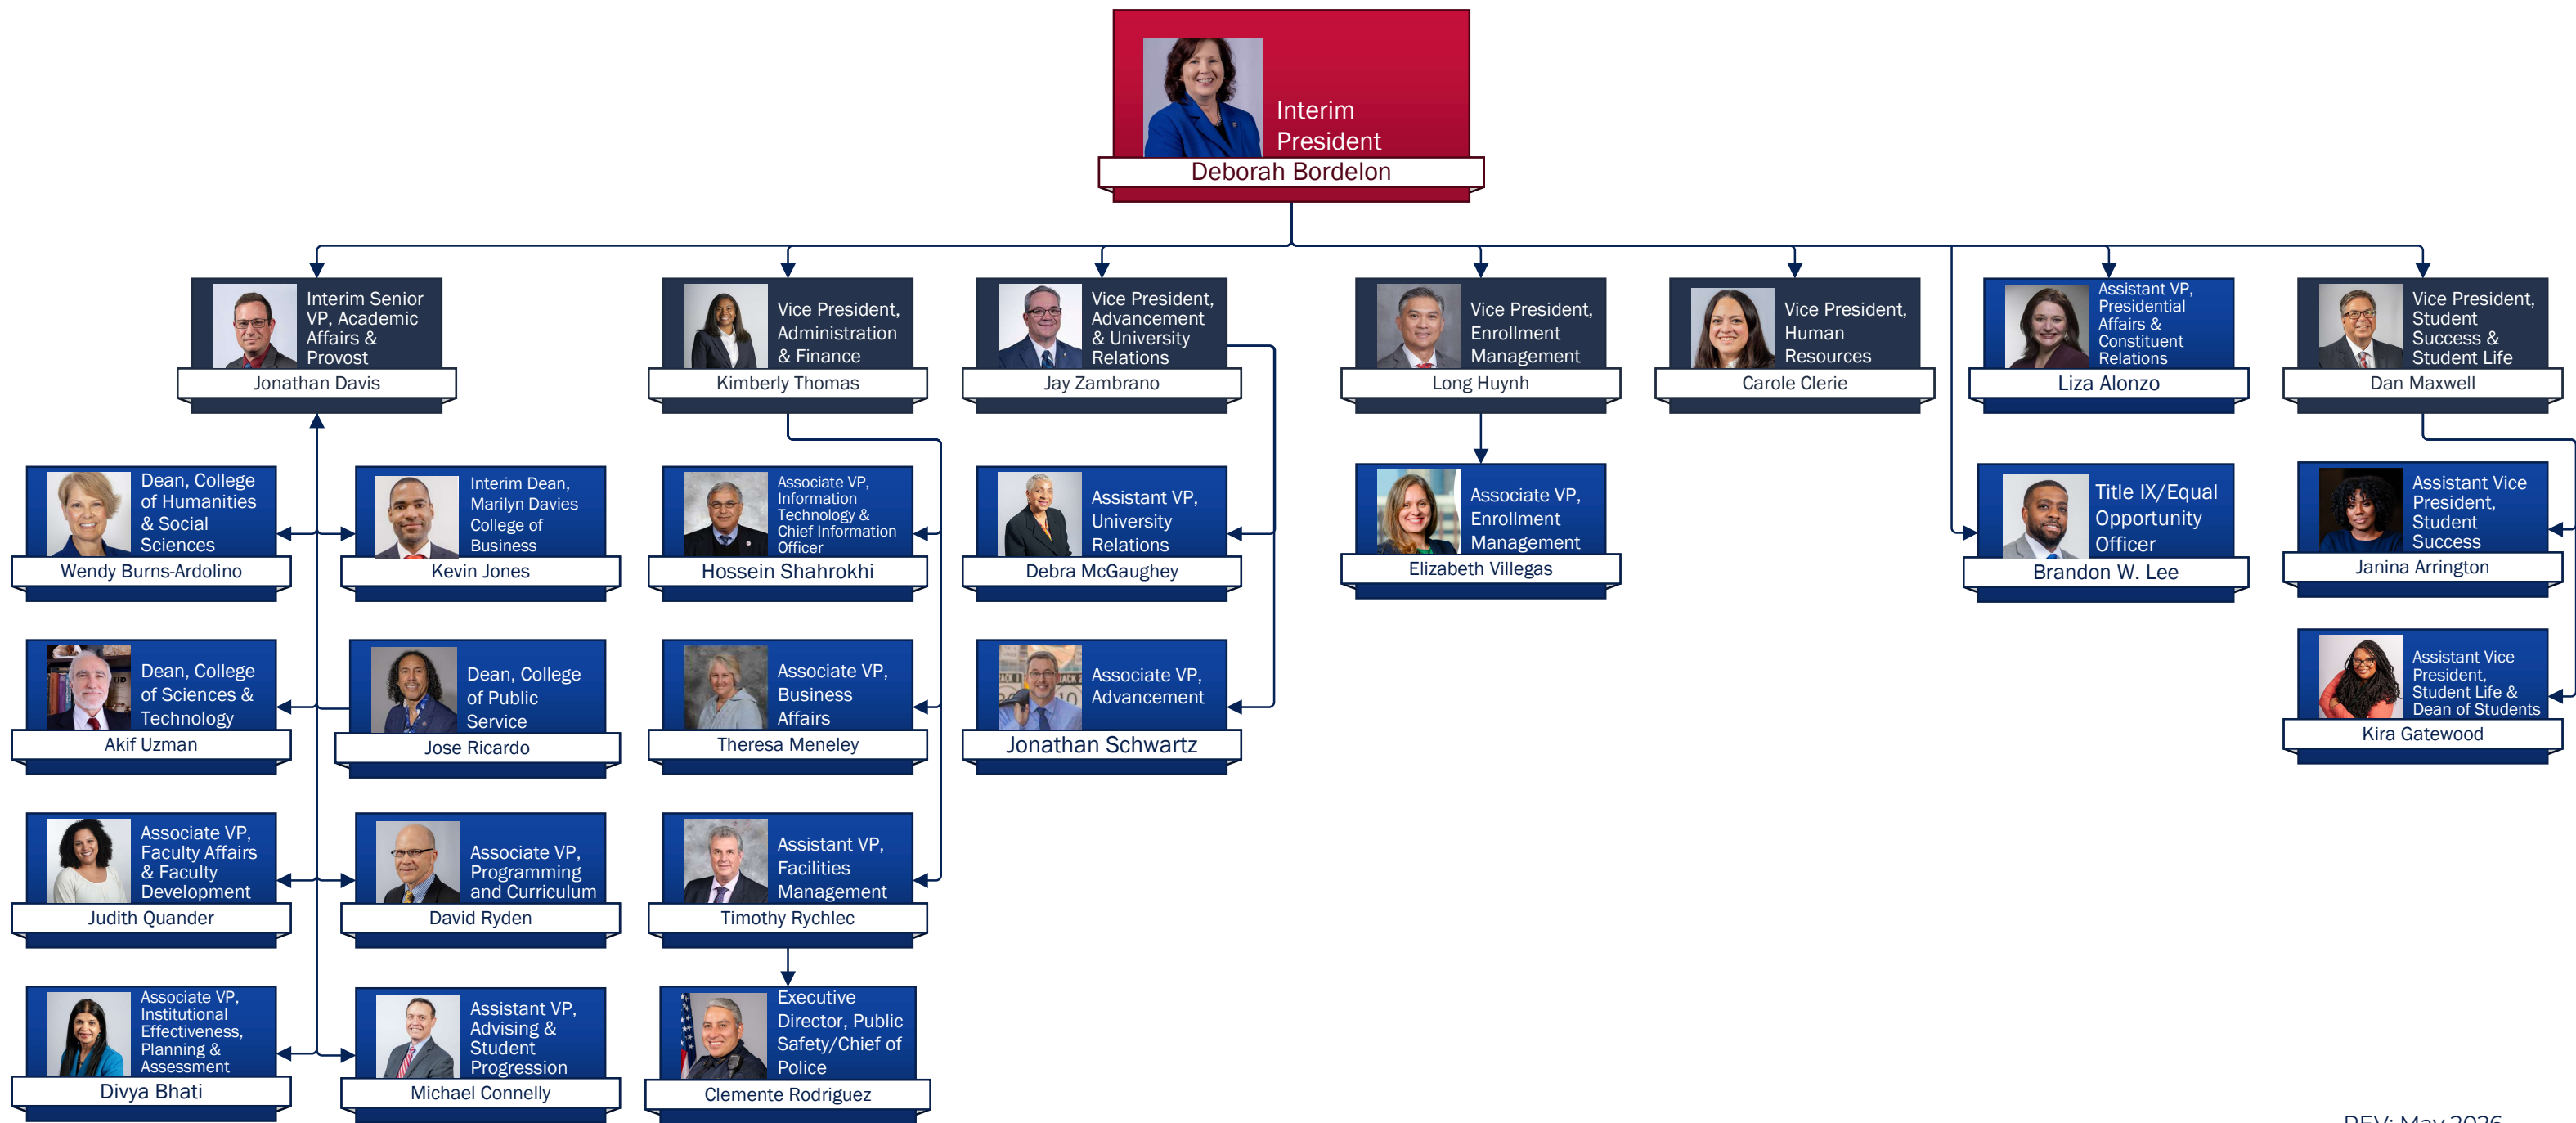 Interim
President
Deborah Bordelon
Interim Senior
VP, Academic
Affairs &
Provost
Jonathan Davis
Vice President,
Administration
& Finance
Kimberly Thomas
Vice President,
Advancement
& University
Relations
Jay Zambrano
Vice President,
Enrollment
Management
Long Huynh
Vice President,
Human
Resources
Carole Clerie
Assistant VP,
Presidential
Affairs &
Constituent
Relations
Liza Alonzo
Vice President,
Student
Success &
Student Life
Dan Maxwell
Dean, College
of Humanities
& Social
Sciences
Wendy Burns-Ardolino
Interim Dean,
Marilyn Davies
College of
Business
Kevin Jones
Associate VP,
Information
Technology &
Chief Information
Officer
Hossein Shahrokhi
Assistant VP,
University
Relations
Debra McGaughey
Associate VP,
Enrollment
Management
Elizabeth Villegas
Title IX/Equal
Opportunity
Officer
Brandon W. Lee
Assistant Vice
President,
Student
Success
Janina Arrington
Dean, College
of Sciences &
Technology
Akif Uzman
Dean, College
of Public
Service
Jose Ricardo
Associate VP,
Business
Affairs
Theresa Meneley
Associate VP,
Advancement
Jonathan Schwartz
Assistant Vice
President,
Student Life &
Dean of Students
Kira Gatewood
Associate VP,
Faculty Affairs
& Faculty
Development
Judith Quander
Associate VP,
Programming
and Curriculum
David Ryden
Assistant VP,
Facilities
Management
Timothy Rychlec
Associate VP,
Institutional
Effectiveness,
Planning &
Assessment
Divya Bhati
Assistant VP,
Advising &
Student
Progression
Michael Connelly
Executive
Director, Public
Safety/Chief of
Police
Clemente Rodriguez
REV: May 2026